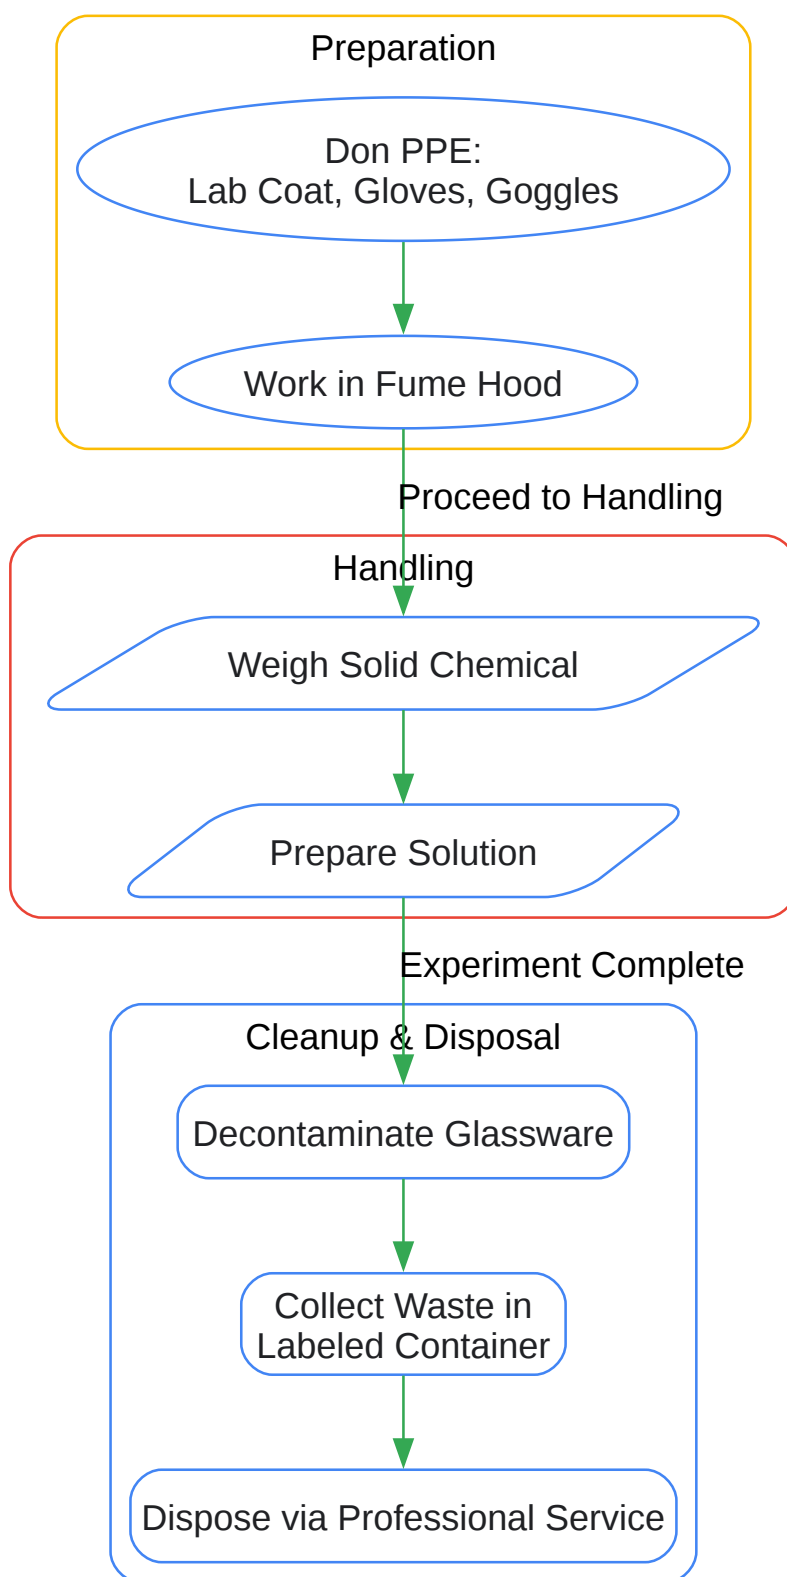 Preparation
Don PPE:
Lab Coat, Gloves, Goggles
Work in Fume Hood
Proceed to Handling
Handling
Weigh Solid Chemical
Prepare Solution
Experiment Complete
Cleanup & Disposal
Decontaminate Glassware
Collect Waste in
Labeled Container
Dispose via Professional Service